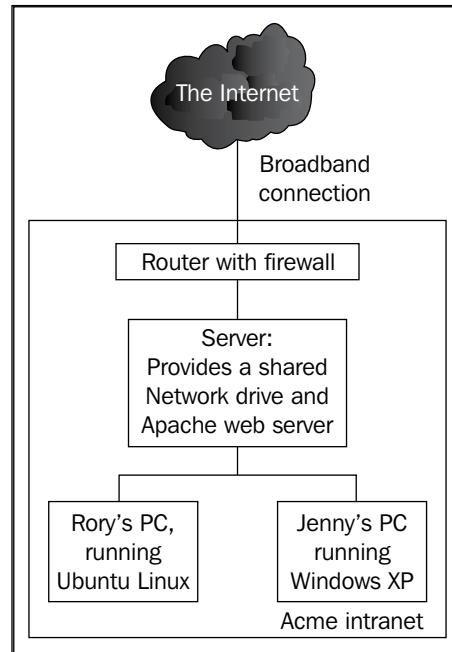 The Internet
Broadband
connection
Router with firewall
Server:
Provides a shared
Network drive and
Apache web server
Rory's PC,
running
Ubuntu Linux
Jenny's PC
running
Windows XP
Acme intranet